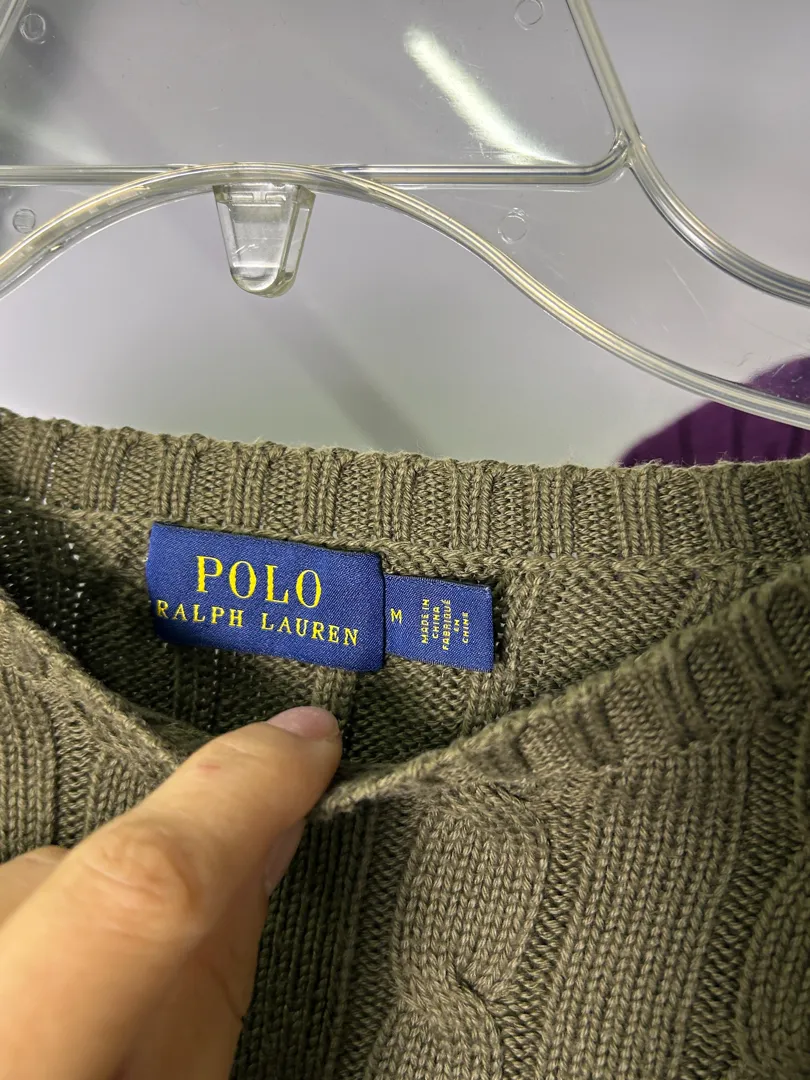 POLO
RALPH LAUREN
M
MADE IN
CHINA
FABRIQUÉ
EN
CHINE